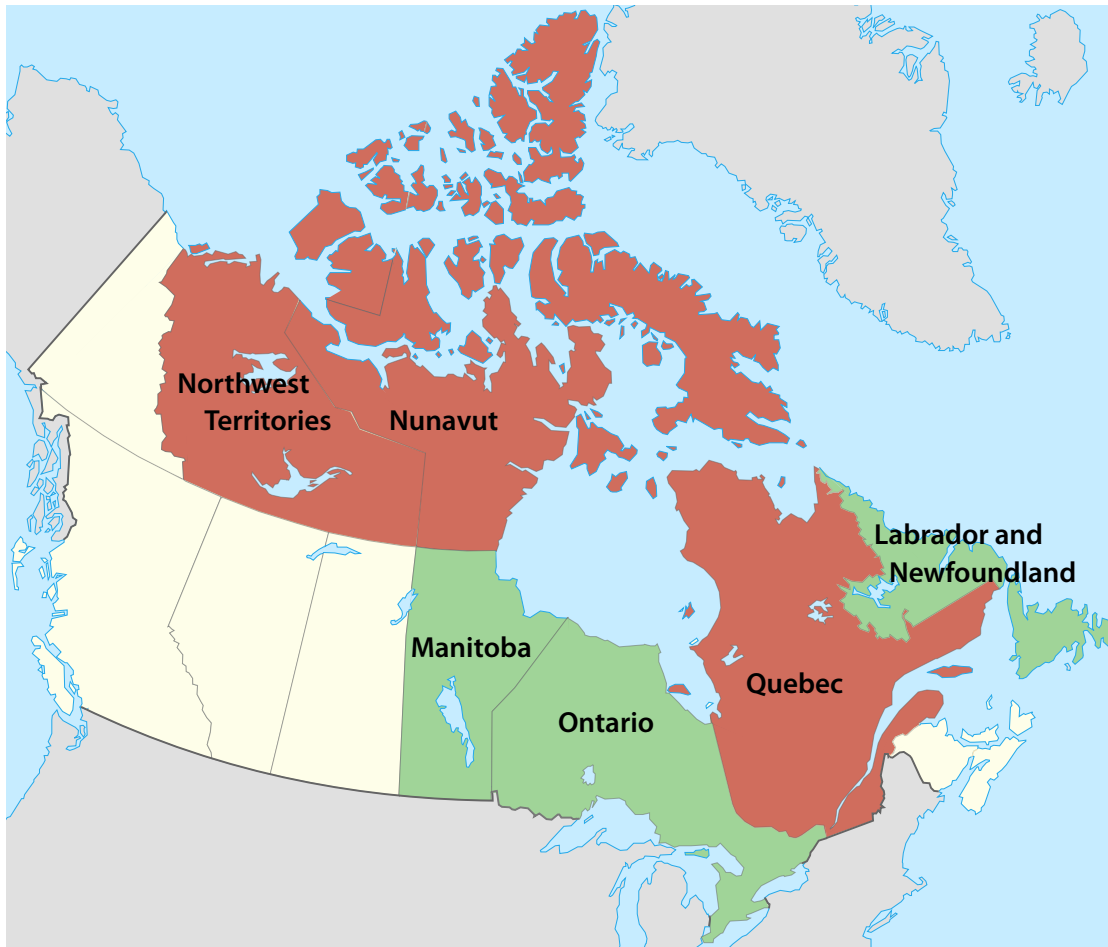 Northwest
Territories
Nunavut
Labrador and
Newfoundland
Manitoba
Quebec
Ontario